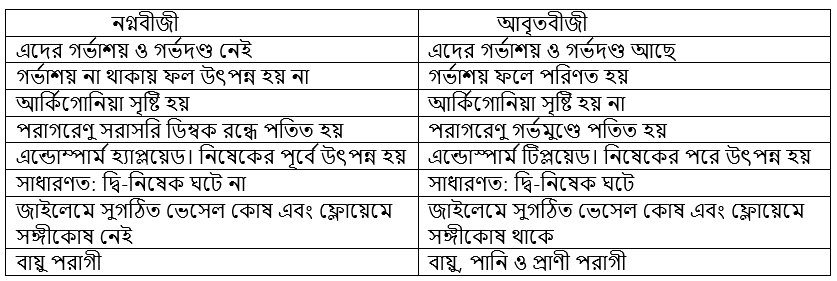 নগ্নবীজী
আবৃতবীজী
এদের গর্ভাশয় ও গর্ভদণ্ড নেই
এদের গর্ভাশয় ও গর্ভদণ্ড আছে
গর্ভাশয় না থাকায় ফল উৎপন্ন হয় না
গর্ভাশয় ফলে পরিণত হয়
আর্কিগোনিয়া সৃষ্টি হয়
আর্কিগোনিয়া সৃষ্টি হয় না
পরাগরেণু সরাসরি ডিম্বক রন্ধে পতিত হয়
পরাগরেণু গর্ভমুণ্ডে পতিত হয়
এন্ডোস্পার্ম হ্যাপ্লয়েড। নিষেকের পূর্বে উৎপন্ন হয়
এন্ডোস্পার্ম টিপ্লয়েড। নিষেকের পরে উৎপন্ন হয়
সাধারণত: দ্বি-নিষেক ঘটে না
সাধারণত: দ্বি-নিষেক ঘটে
জাইলেমে সুগঠিত ভেসেল কোষ এবং ফ্লোয়েমে
সঙ্গীকোষ নেই
জাইলেমে সুগঠিত ভেসেল কোষ এবং ফ্লোয়েমে
সঙ্গীকোষ থাকে
বায়ু পরাগী
বায়ু, পানি ও প্রাণী পরাগী